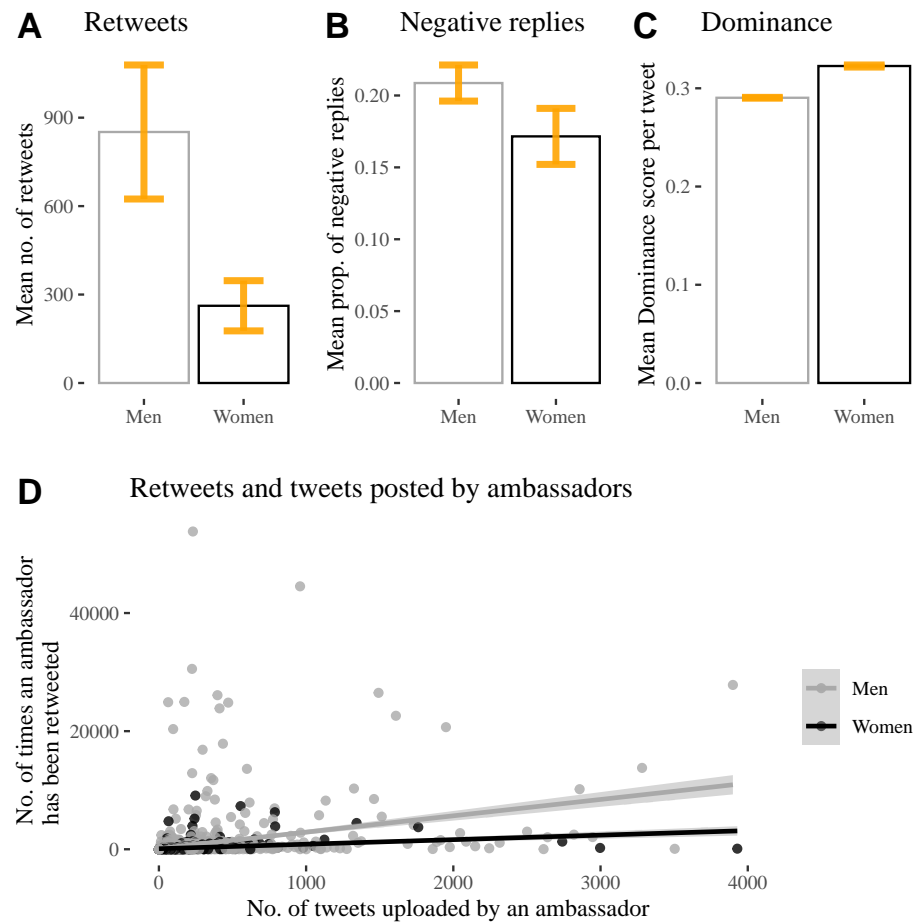 A Retweets
Mean no. of retweets
900
600
300
0
Men Women
B Negative replies
Mean prop. of negative replies
0.20
0.15
0.10
0.05
0.00
Men Women
C Dominance
Mean Dominance score per tweet
0.3
0.2
0.1
0.0
Men Women
D Retweets and tweets posted by ambassadors
No. of times an ambassador
has been retweeted
40000
20000
0
0 1000 2000 3000 4000
No. of tweets uploaded by an ambassador
Men
Women